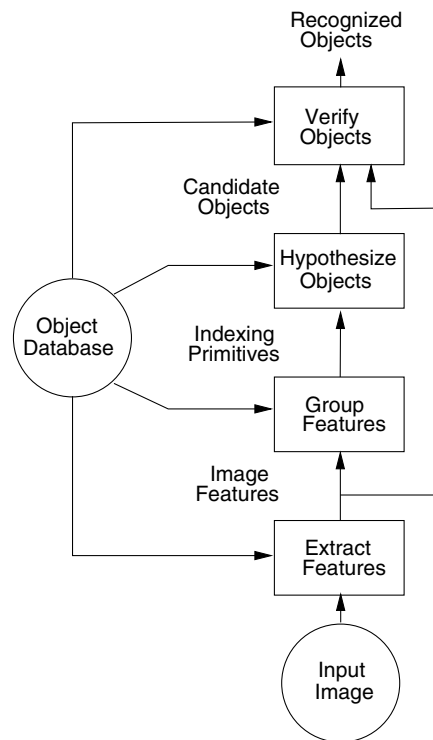 Recognized
Objects
Verify
Objects
Candidate
Objects
Hypothesize
Objects
Object
Database
Indexing
Primitives
Group
Features
Image
Features
Extract
Features
Input
Image